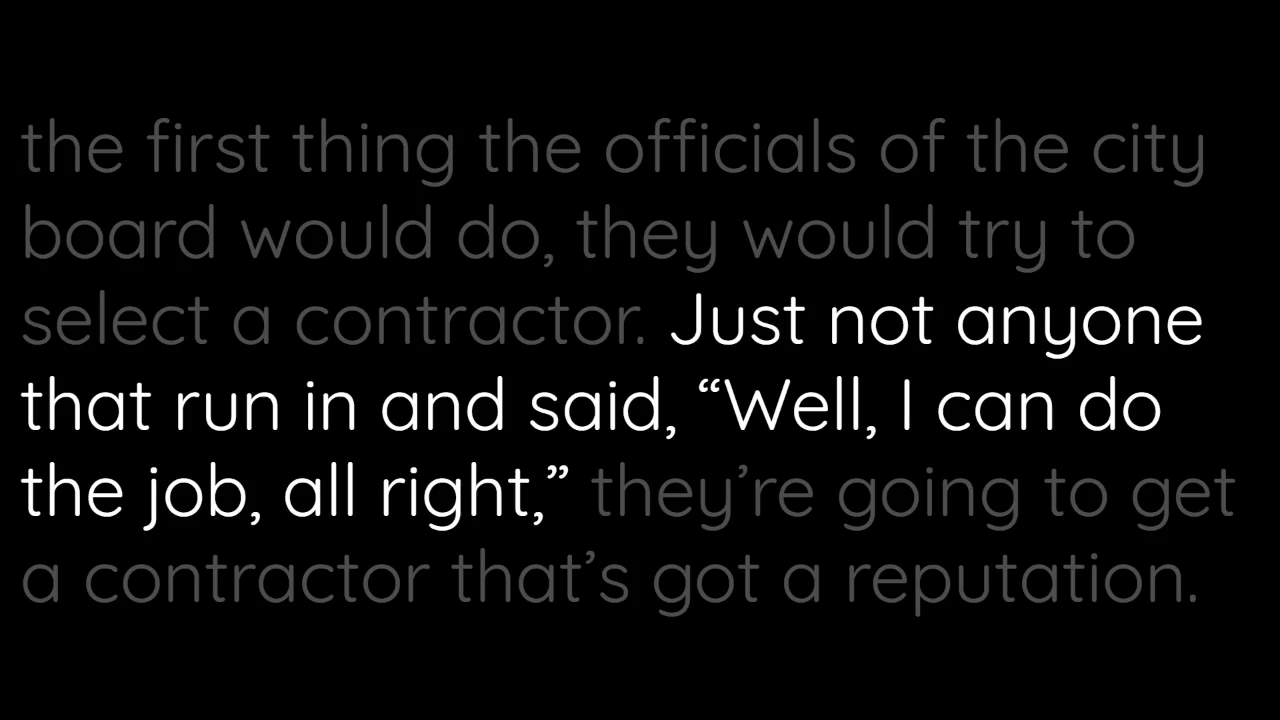 the first thing the officials of the city
board would do, they would try to
select a contractor. Just not anyone
that run in and said, “Well, I can do
the job, all right,” they’re going to get
a contractor that’s got a reputation.